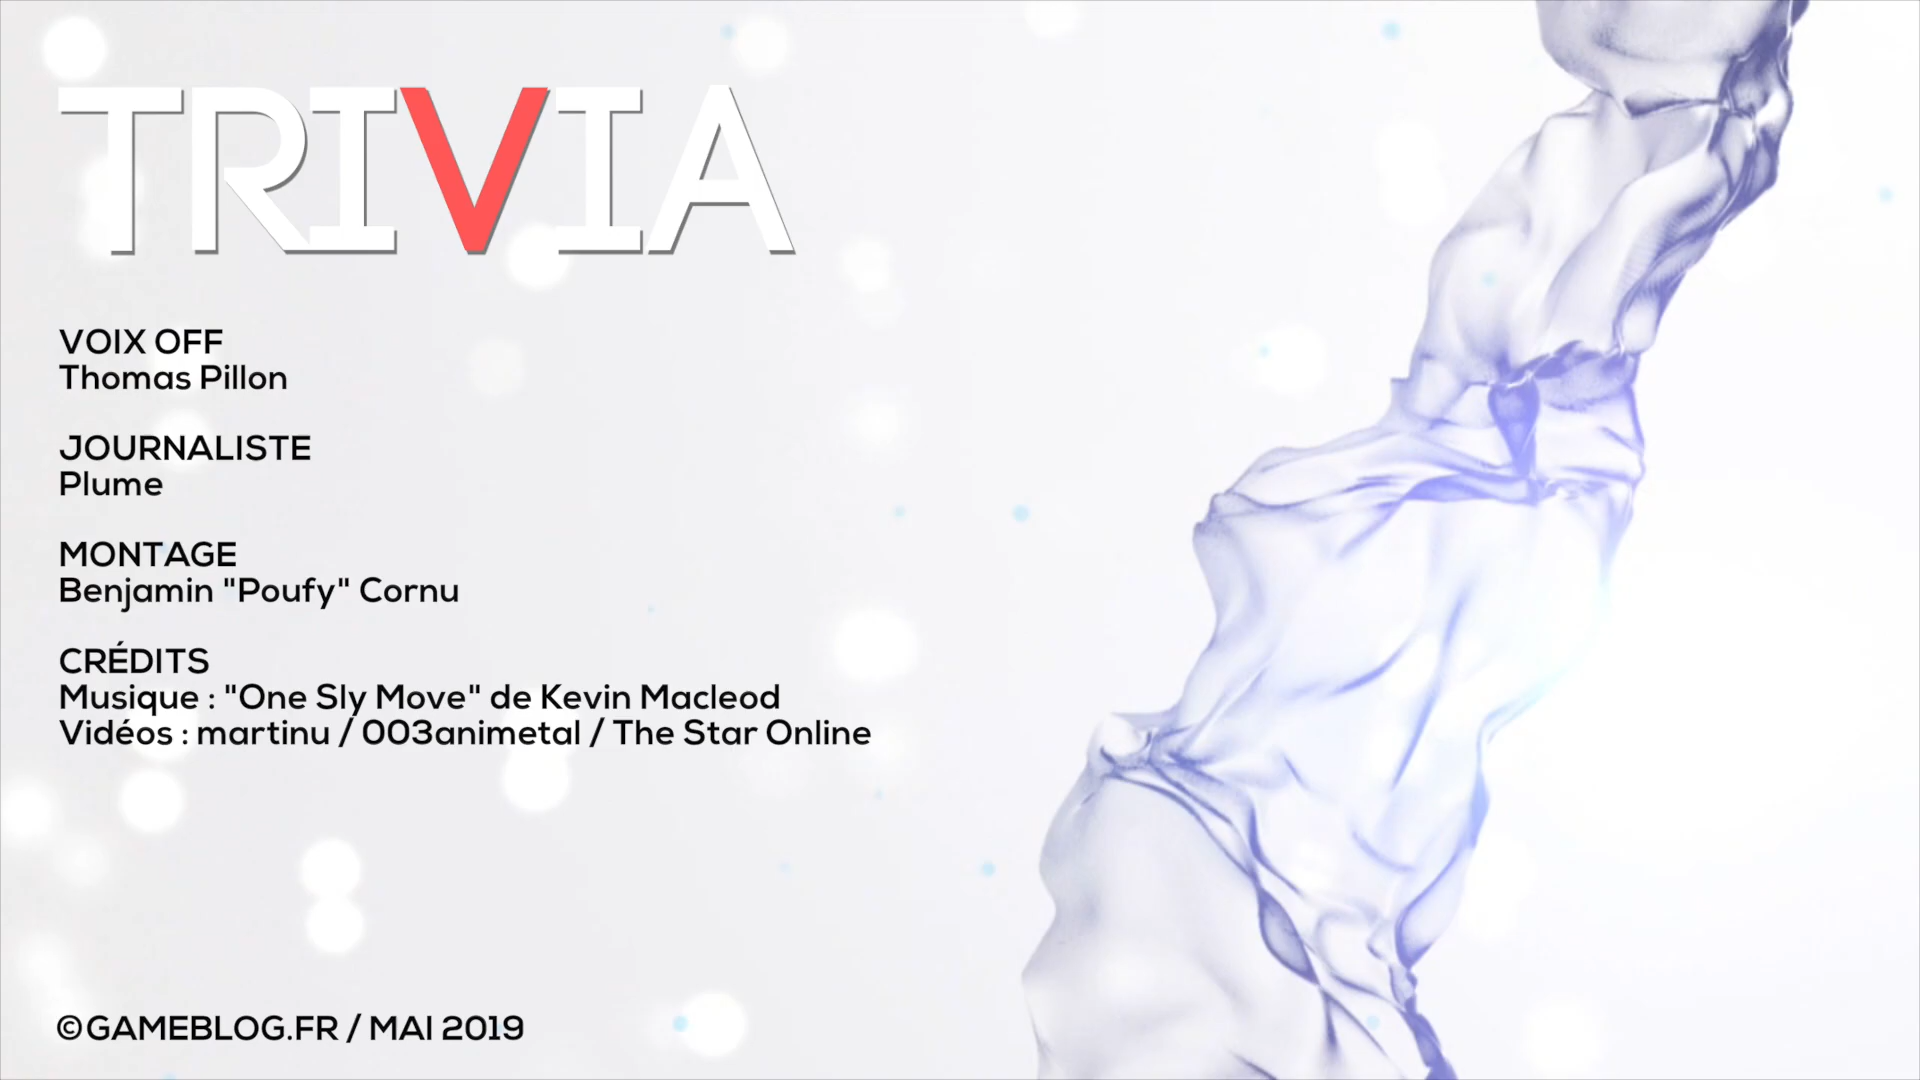 TRIVIA
VOIX OFF
Thomas Pillon
JOURNALISTE
Plume
MONTAGE
Benjamin "Poufy" Cornu
CRÉDITS
Musique : "One Sly Move" de Kevin Macleod
Vidéos : martinu / 003animetal / The Star Online
©GAMEBLOG.FR / MAI 2019